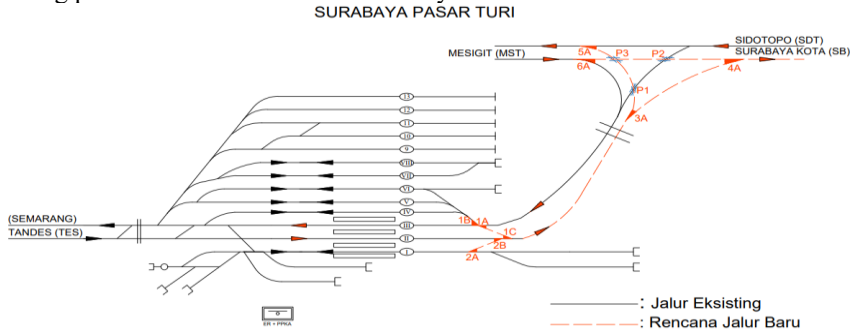 SURABAYA PASAR TURI
SIDOTOPO (SDT)
MESIGIT (MST)
SURABAYA KOTA (SB)
5A
P3
P2
6A
4A
P1
3A
13
12
11
10
9
VIII
VII
VI
V
IV
III
II
I
(SEMARANG)
TANDES (TES)
1B
1A
1C
2B
2A
ER + PPKA
: Jalur Eksisting
: Rencana Jalur Baru